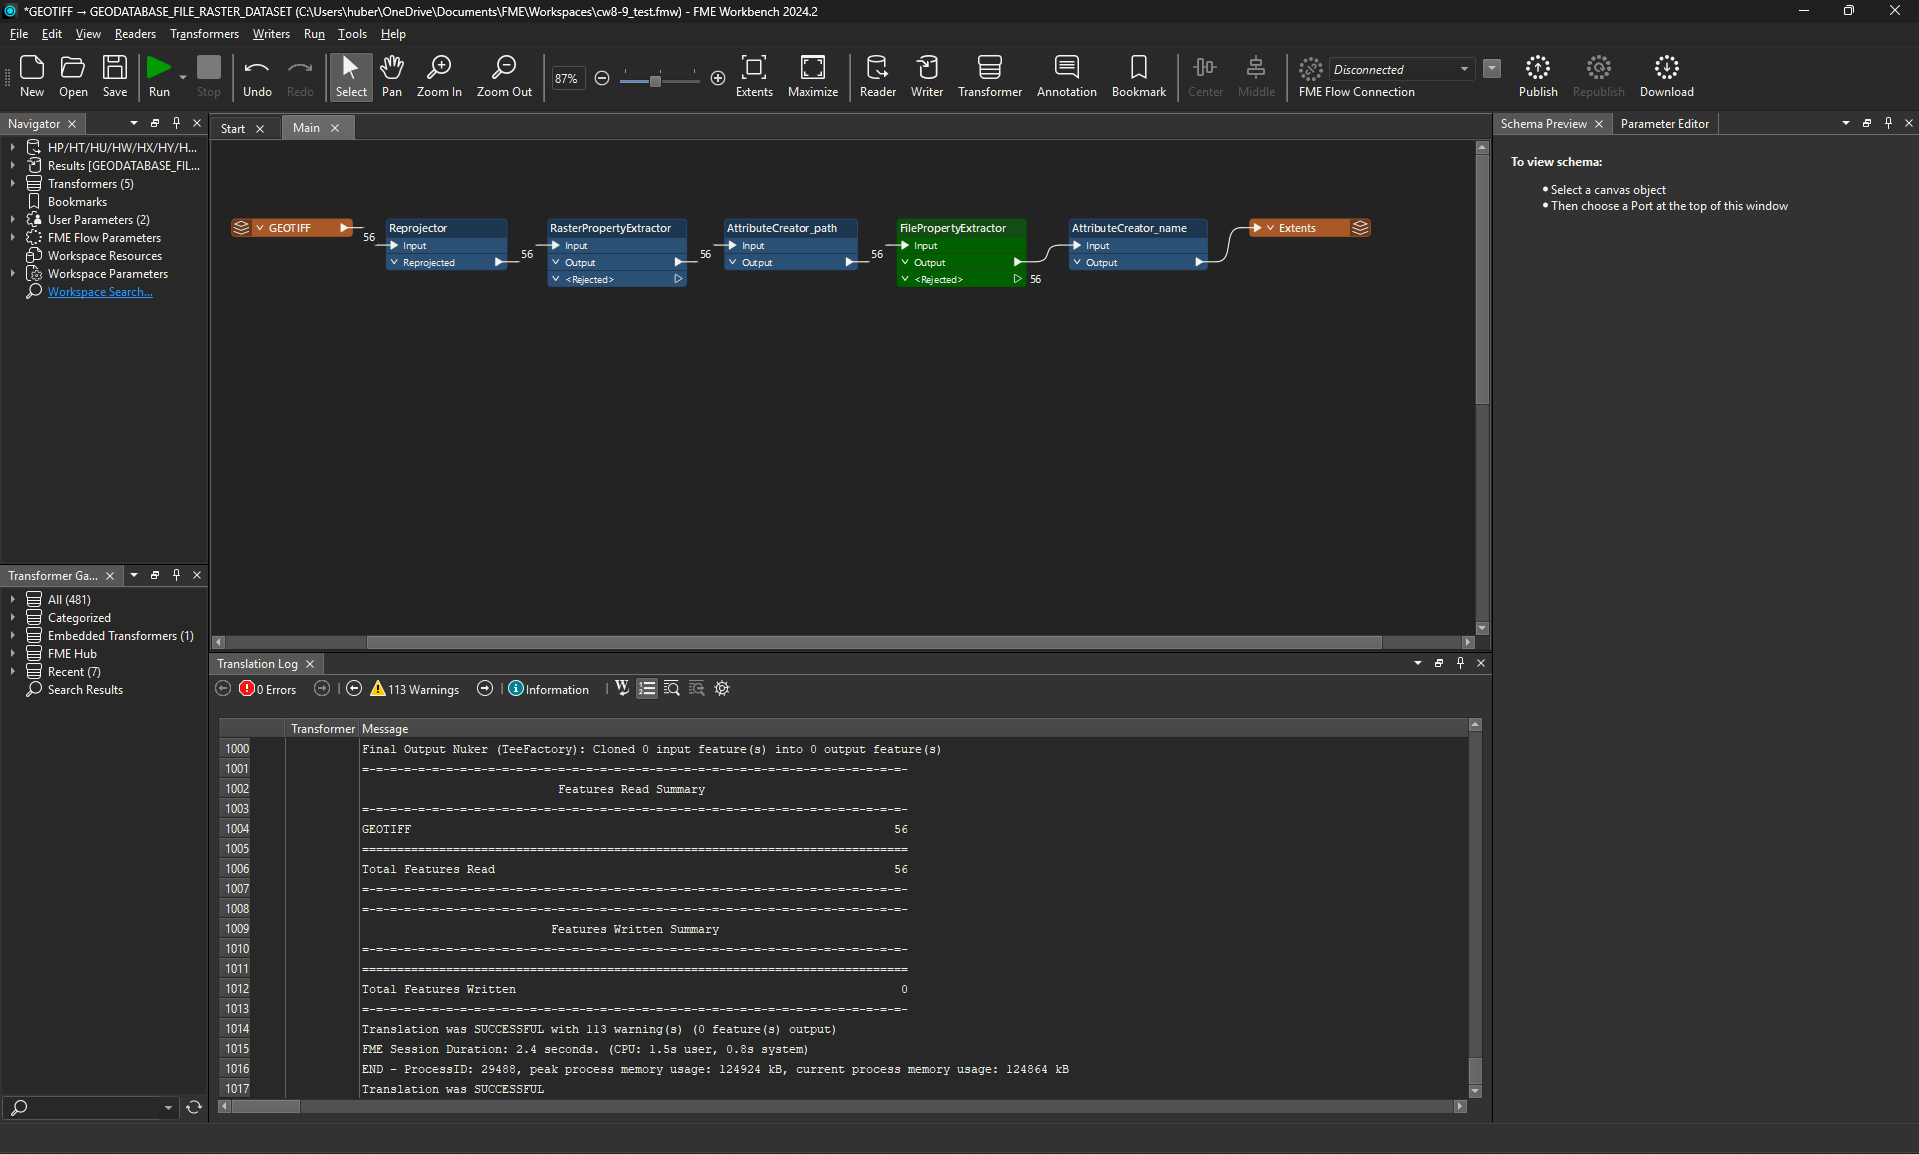 *GEOTIFF → GEODATABASE_FILE_RASTER_DATASET (C:\Users\huber\OneDrive\Documents\FME\Workspaces\cw8-9_test.fmw) - FME Workbench 2024.2
File Edit View Readers Transformers Writers Run Tools Help
New Open Save Run Stop Undo Redo Select Pan Zoom In 87% Zoom Out Extents Maximize Reader Writer Transformer Annotation Bookmark Center Middle Disconnected
FME Flow Connection Publish Republish Download
Navigator
HP/HT/HU/HW/HX/HY/H...
Results [GEODATABASE_FIL...
Transformers (5)
Bookmarks
User Parameters (2)
FME Flow Parameters
Workspace Resources
Workspace Parameters
Workspace Search...
Transformer Ga...
All (481)
Categorized
Embedded Transformers (1)
FME Hub
Recent (7)
Search Results
Start Main
GEOTIFF
56
Reprojector
Input
Reprojected
56
RasterPropertyExtractor
Input
Output
<Rejected>
56
AttributeCreator_path
Input
Output
56
FilePropertyExtractor
Input
Output
<Rejected>
56
AttributeCreator_name
Input
Output
Extents
Schema Preview Parameter Editor
To view schema:
• Select a canvas object
• Then choose a Port at the top of this window
Translation Log
0 Errors 113 Warnings Information
Transformer Message
1000 Final Output Nuker (TeeFactory): Cloned 0 input feature(s) into 0 output feature(s)
1001 =-=-=-=-=-=-=-=-=-=-=-=-=-=-=-=-=-=-=-=-=-=-=-=-=-=-=-=-=-=-=-=-=-=-=-=-=-=-=-
1002 Features Read Summary
1003 =-=-=-=-=-=-=-=-=-=-=-=-=-=-=-=-=-=-=-=-=-=-=-=-=-=-=-=-=-=-=-=-=-=-=-=-=-=-=-
1004 GEOTIFF 56
1005 ==============================================================================
1006 Total Features Read 56
1007 =-=-=-=-=-=-=-=-=-=-=-=-=-=-=-=-=-=-=-=-=-=-=-=-=-=-=-=-=-=-=-=-=-=-=-=-=-=-=-
1008 =-=-=-=-=-=-=-=-=-=-=-=-=-=-=-=-=-=-=-=-=-=-=-=-=-=-=-=-=-=-=-=-=-=-=-=-=-=-=-
1009 Features Written Summary
1010 =-=-=-=-=-=-=-=-=-=-=-=-=-=-=-=-=-=-=-=-=-=-=-=-=-=-=-=-=-=-=-=-=-=-=-=-=-=-=-
1011 ==============================================================================
1012 Total Features Written 0
1013 =-=-=-=-=-=-=-=-=-=-=-=-=-=-=-=-=-=-=-=-=-=-=-=-=-=-=-=-=-=-=-=-=-=-=-=-=-=-=-
1014 Translation was SUCCESSFUL with 113 warning(s) (0 feature(s) output)
1015 FME Session Duration: 2.4 seconds. (CPU: 1.5s user, 0.8s system)
1016 END - ProcessID: 29488, peak process memory usage: 124924 kB, current process memory usage: 124864 kB
1017 Translation was SUCCESSFUL